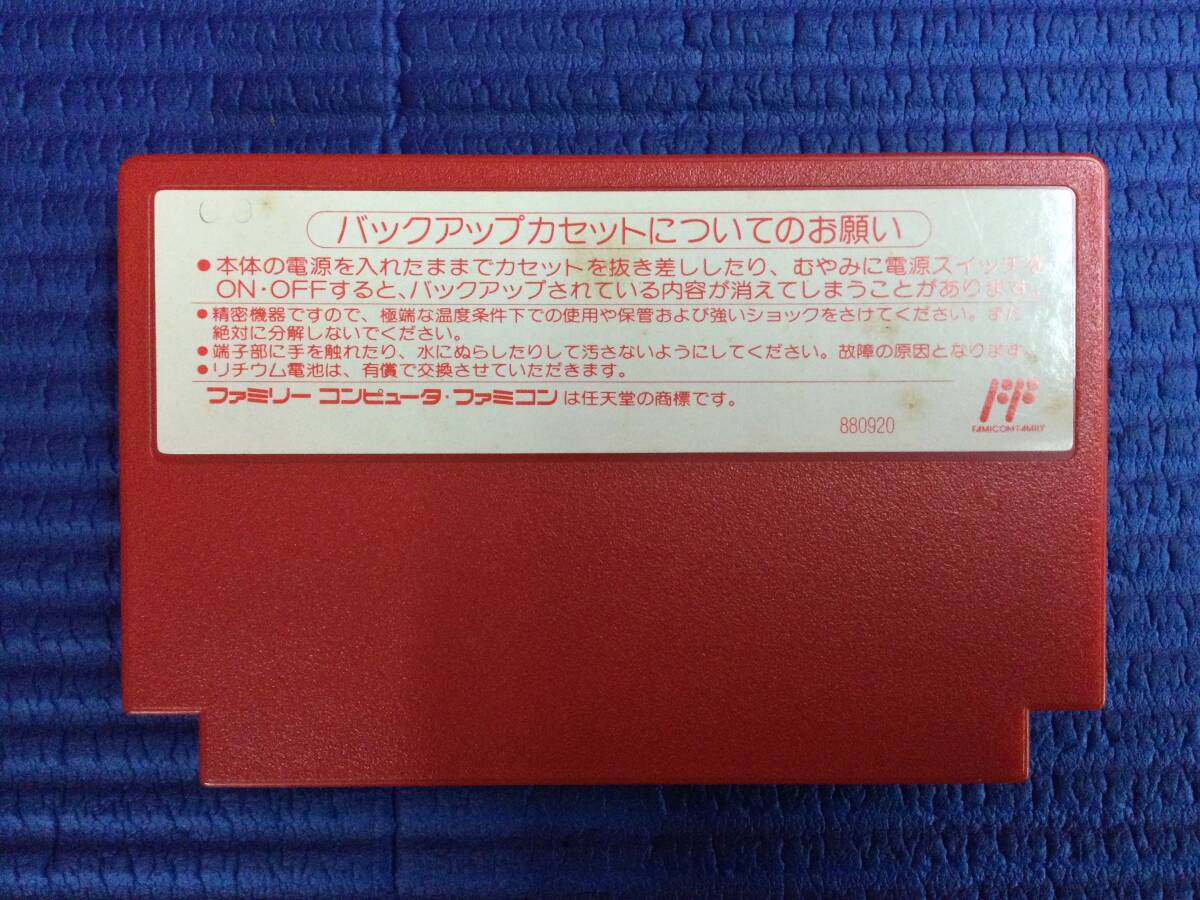 バックアップカセットについてのお願い
●本体の電源を入れたままでカセットを抜き差ししたり、むやみに電源スイッチを
ON・OFFすると、バックアップされている内容が消えてしまうことがあります。
●精密機器ですので、極端な温度条件下での使用や保管および強いショックをさけてください。また
絶対に分解しないでください。
●端子部に手を触れたり、水にぬらしたりして汚さないようにしてください。故障の原因となります。
●リチウム電池は、有償で交換させていただきます。
ファミリーコンピュータ・ファミコンは任天堂の商標です。
880920
FAMICOM FAMILY